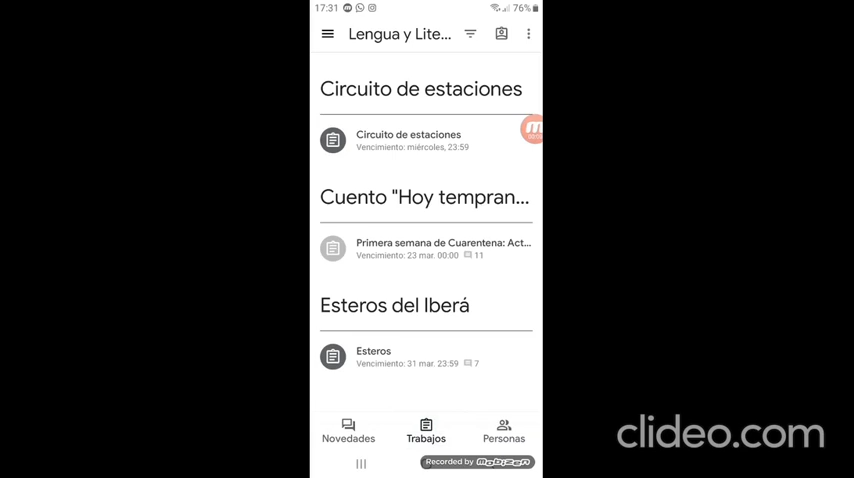 17:31
76%
Lengua y Lite...
Circuito de estaciones
Circuito de estaciones
Vencimiento: miércoles, 23:59
Cuento "Hoy tempran...
Primera semana de Cuarentena: Act...
Vencimiento: 23 mar. 00:00 11
Esteros del Iberá
Esteros
Vencimiento: 31 mar. 23:59 7
Novedades Trabajos Personas
Recorded by Mobizen
clideo.com